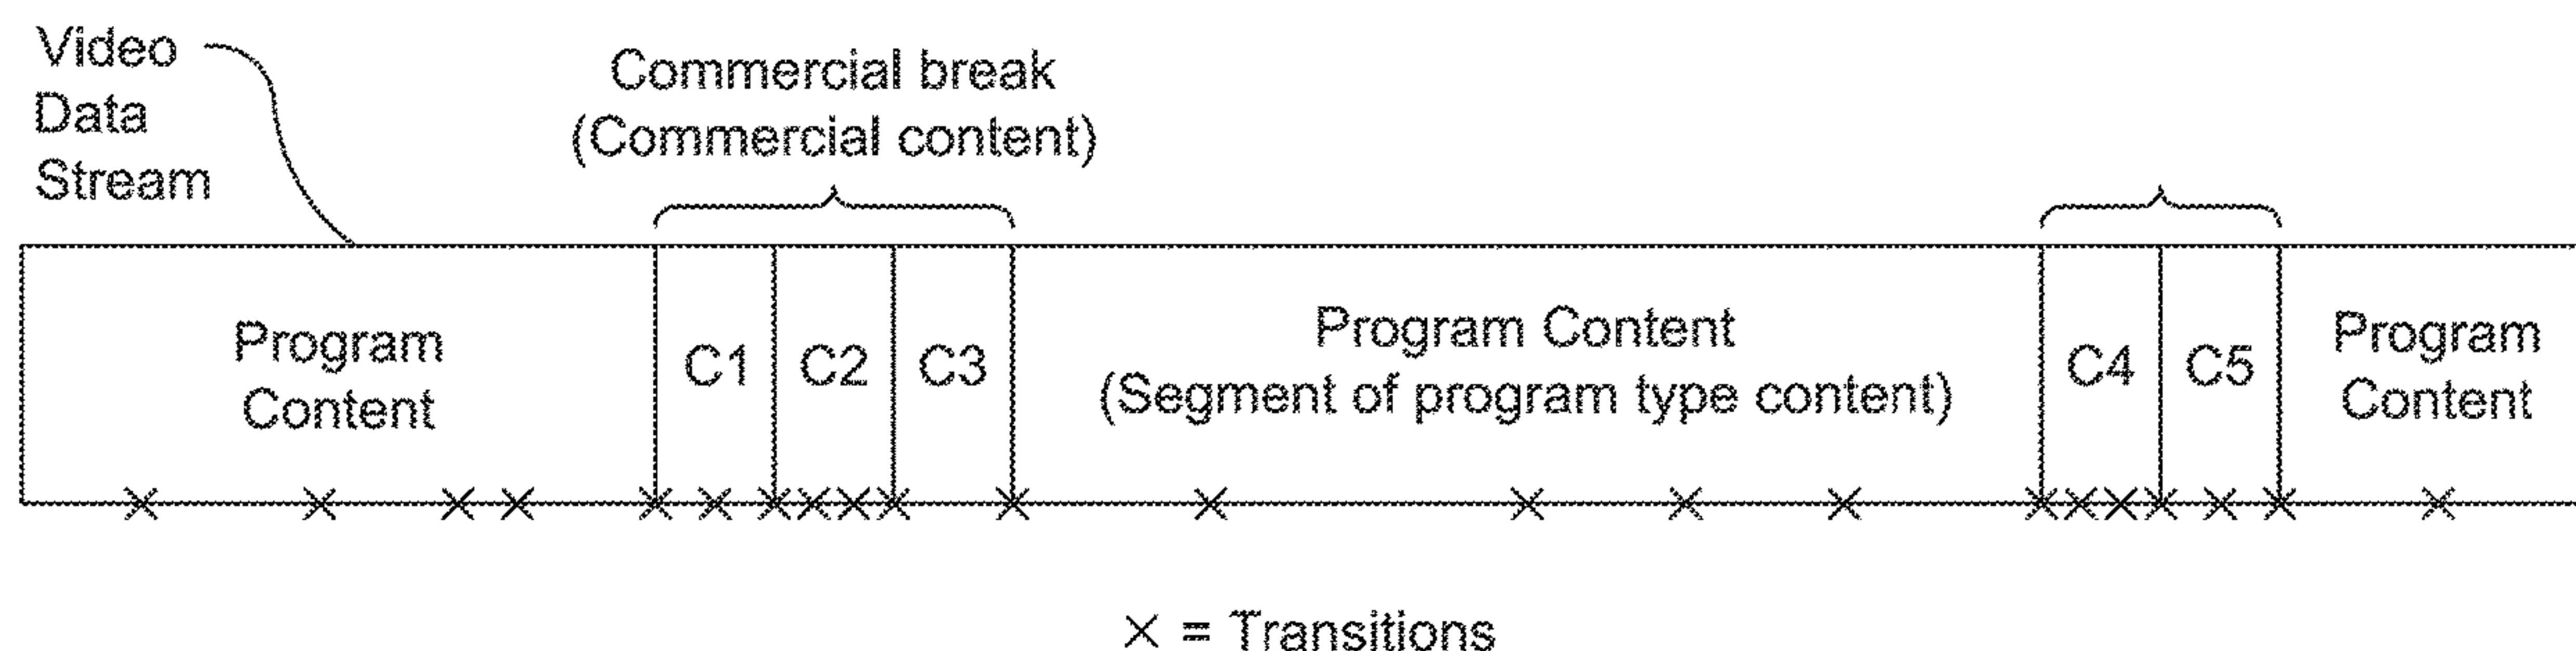 Video
Data
Stream
Commercial break
(Commercial content)
Program
Content
C1
C2
C3
Program Content
(Segment of program type content)
C4
C5
Program
Content
× = Transitions